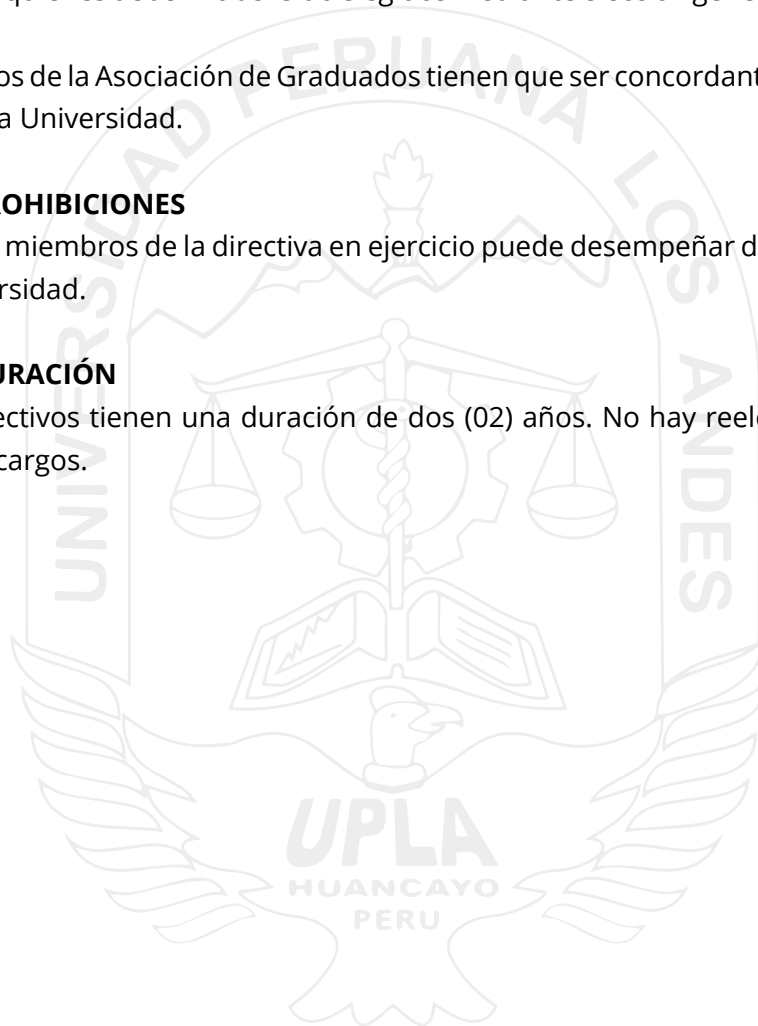 os de la Asociación de Graduados tienen que ser concordant
a Universidad.
ROHIBICIONES
miembros de la directiva en ejercicio puede desempeñar d
rsidad.
URACIÓN
ectivos tienen una duración de dos (02) años. No hay reel
cargos.
UNIVERSIDAD PERUANA LOS ANDES
UPLA
HUANCAYO
PERU